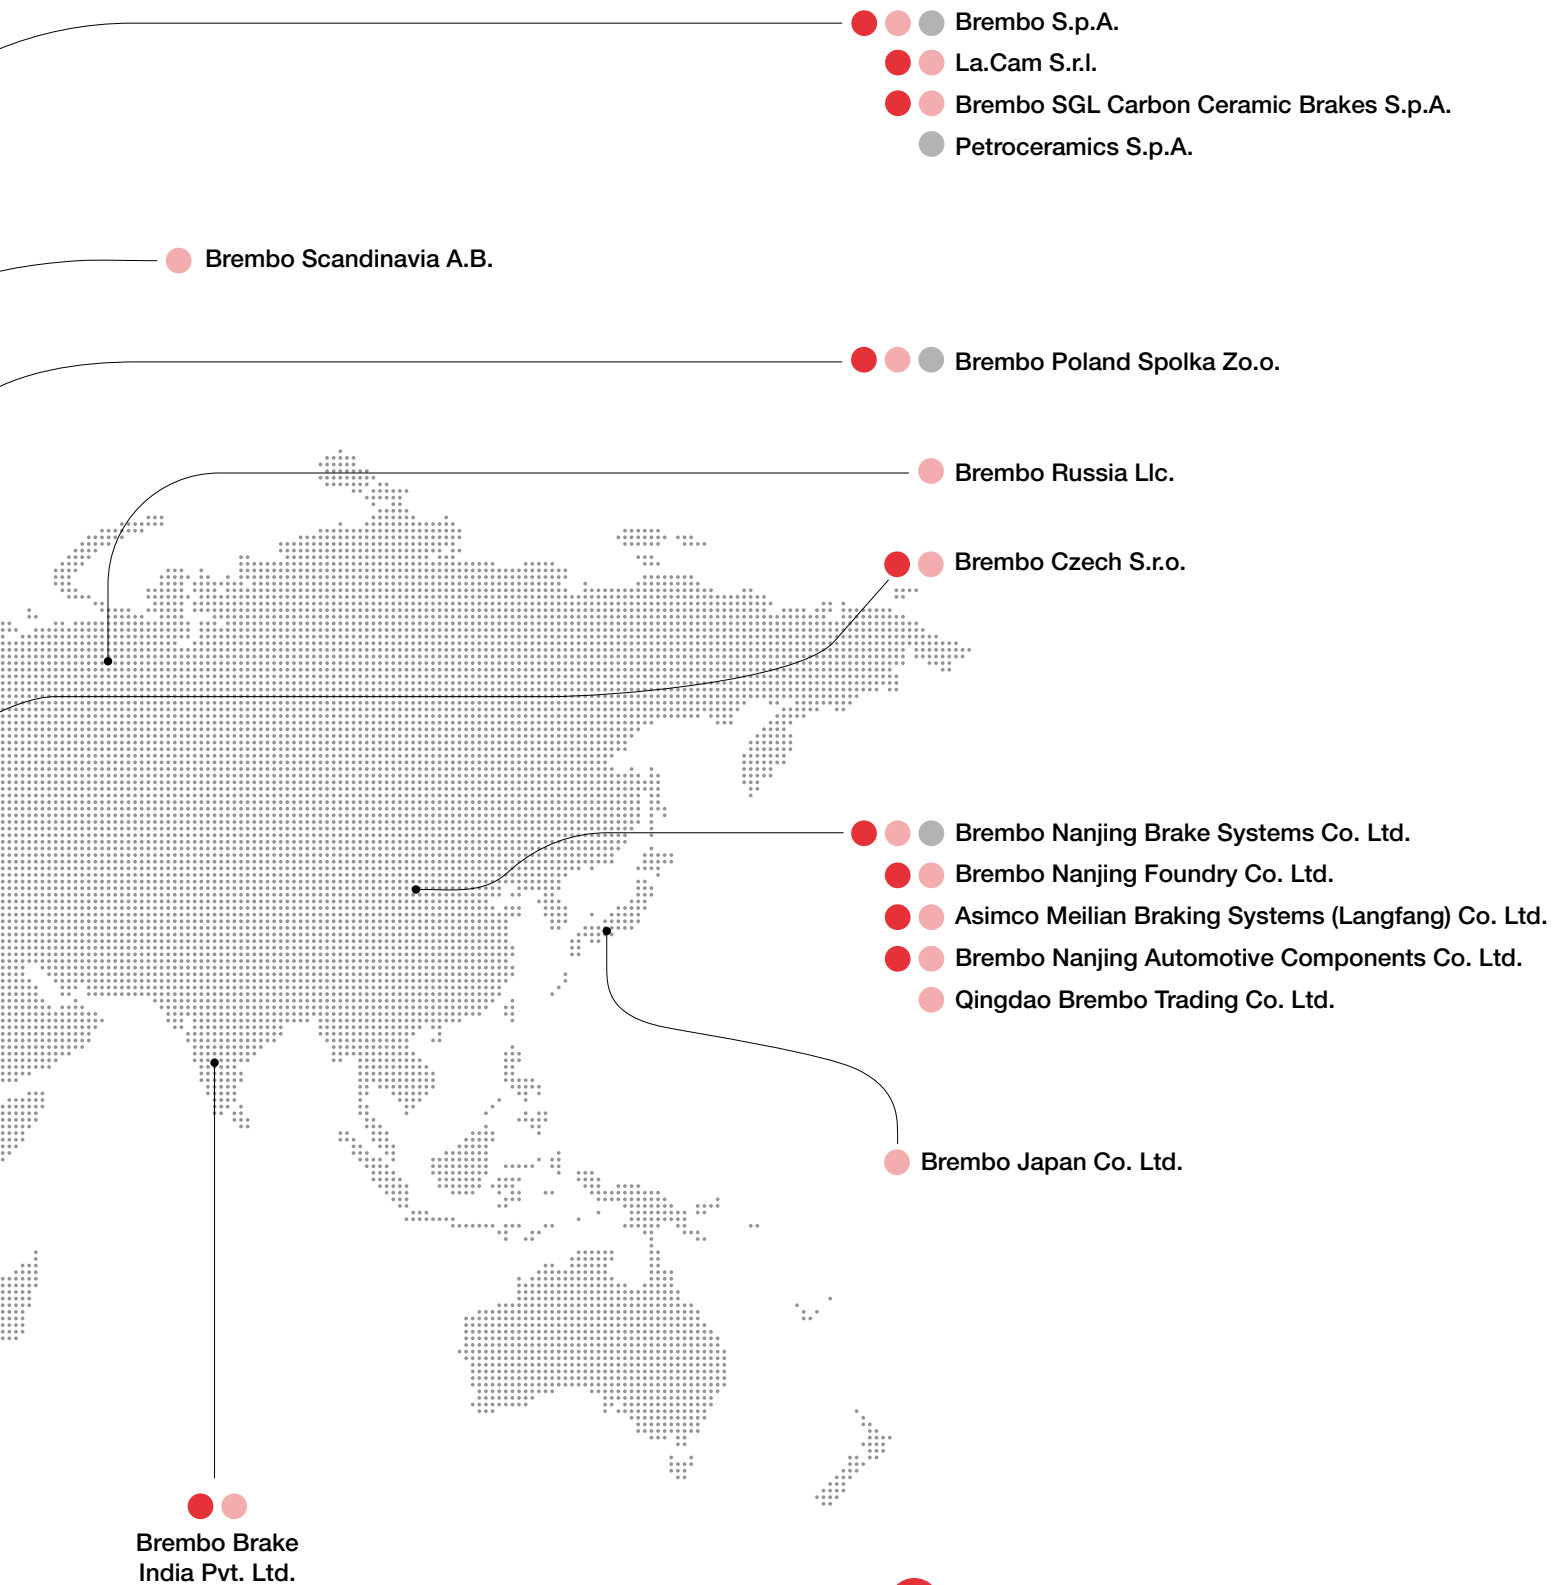 Brembo S.p.A.
La.Cam S.r.l.
Brembo SGL Carbon Ceramic Brakes S.p.A.
Petroceramics S.p.A.
Brembo Scandinavia A.B.
Brembo Poland Spolka Zo.o.
Brembo Russia Llc.
Brembo Czech S.r.o.
Brembo Nanjing Brake Systems Co. Ltd.
Brembo Nanjing Foundry Co. Ltd.
Asimco Meilian Braking Systems (Langfang) Co. Ltd.
Brembo Nanjing Automotive Components Co. Ltd.
Qingdao Brembo Trading Co. Ltd.
Brembo Japan Co. Ltd.
Brembo Brake
India Pvt. Ltd.